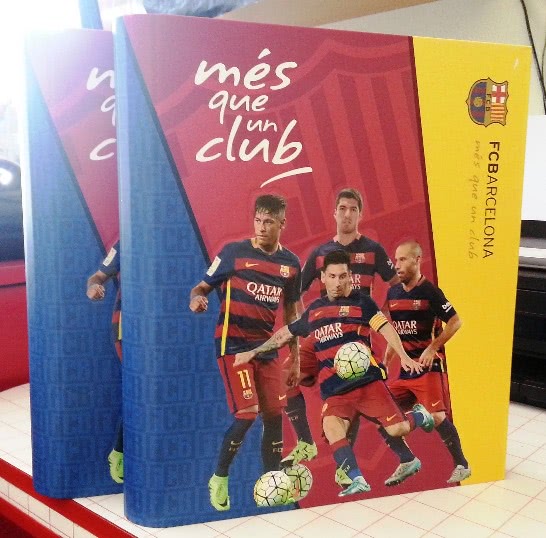 més
que
un
club
FCBARCELONA
més que un club
QATAR
AIRWAYS
QATAR
AIRWAYS
QATAR
AIRWAYS
11
m
q
c